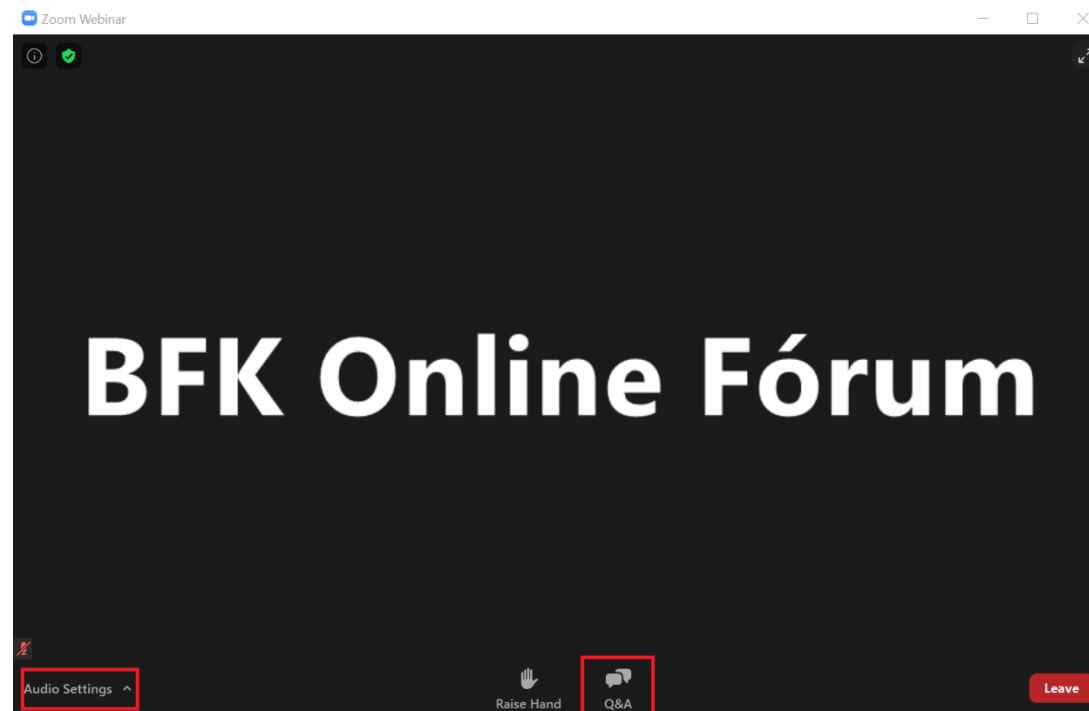 Zoom Webinar
BFK Online Fórum
Audio Settings
Raise Hand
Q&A
Leave